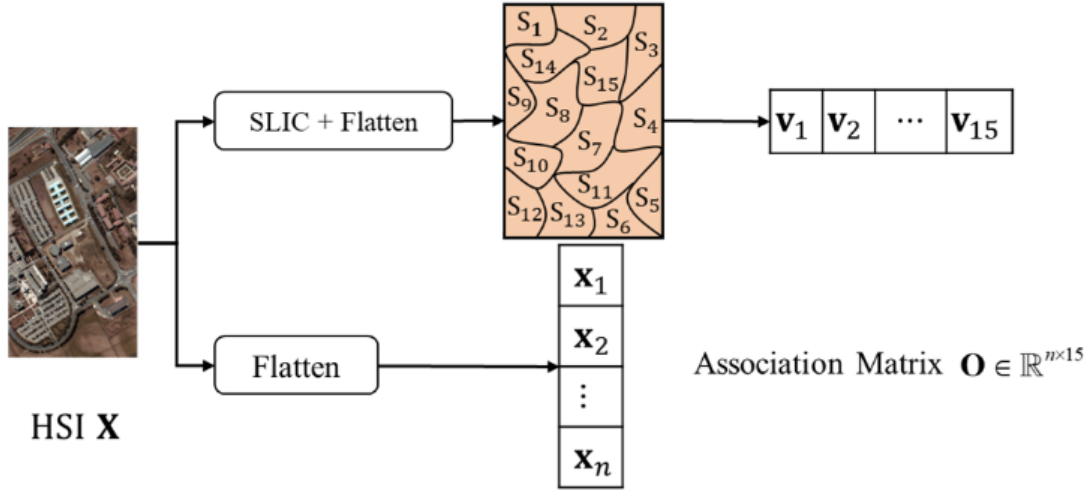 S₁
S₂
S₃
S₁₄
S₁₅
S₉
S₈
S₄
S₇
S₁₀
S₁₁
S₁₂
S₁₃
S₆
S₅
SLIC + Flatten
v₁ v₂ ⋯ v₁₅
HSI X
Flatten
x₁
x₂
⋮
xₙ
Association Matrix O ∈ ℝⁿˣ¹⁵